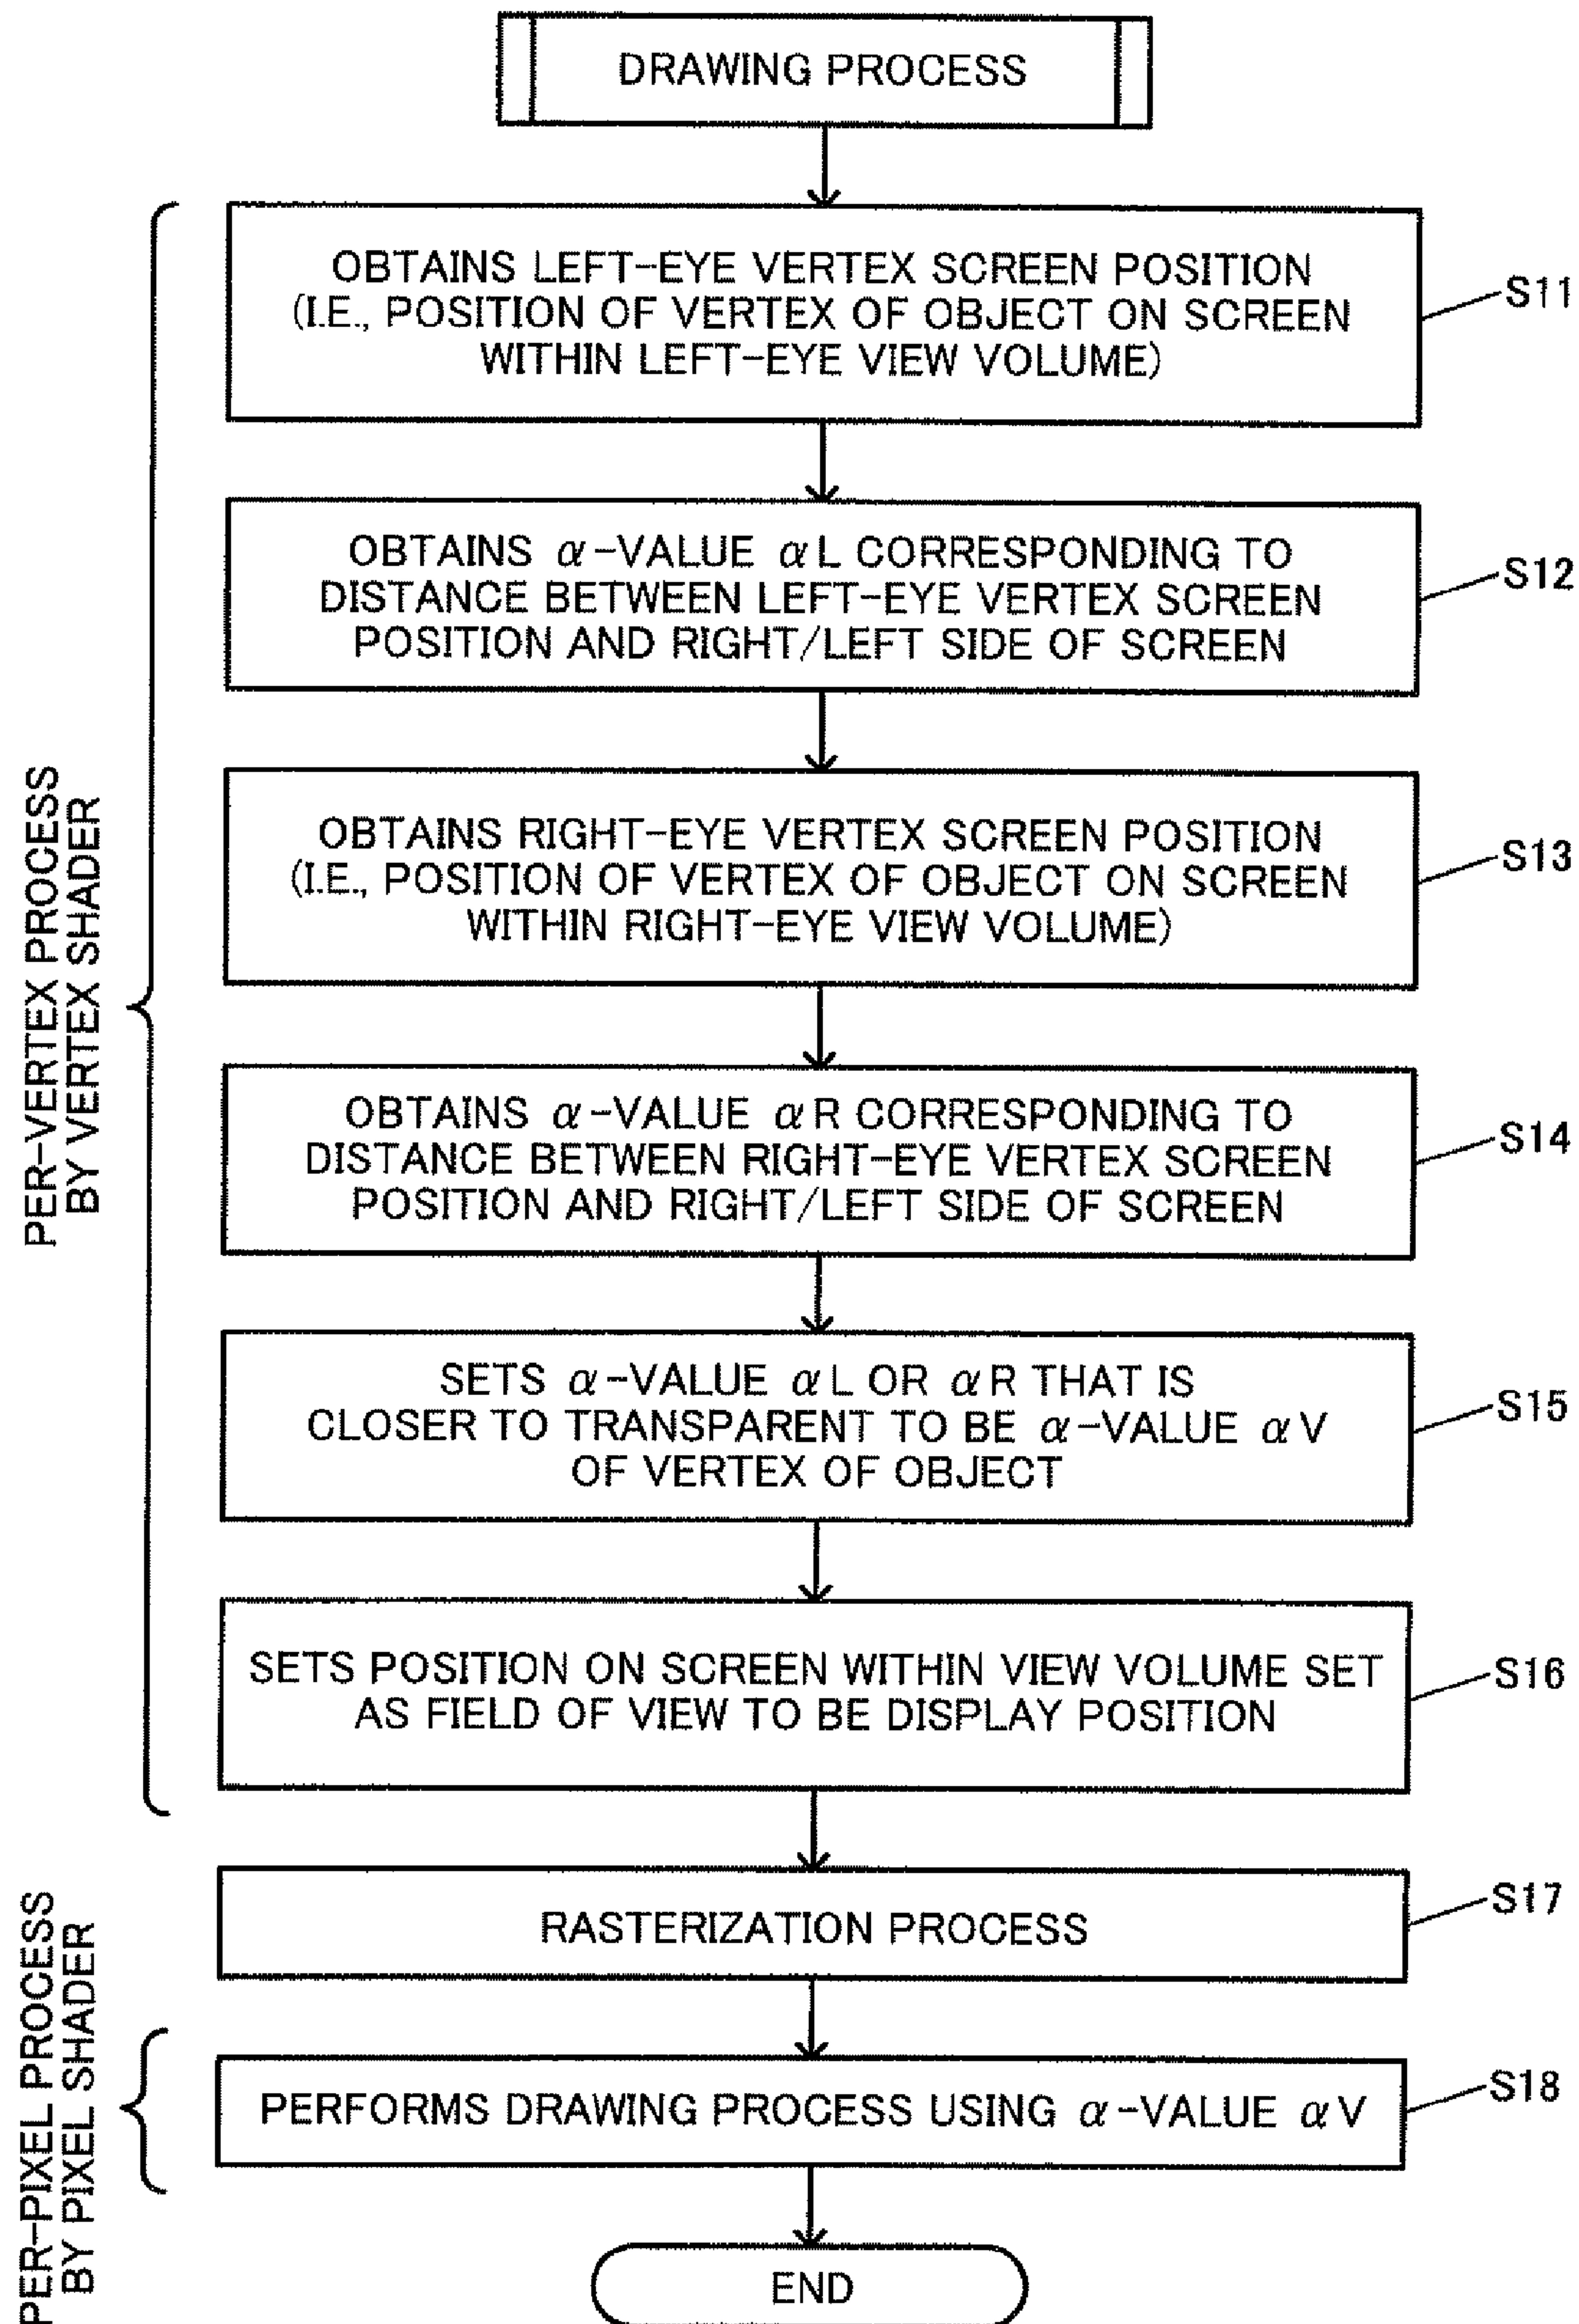 DRAWING PROCESS
PER-VERTEX PROCESS
BY VERTEX SHADER
OBTAINS LEFT-EYE VERTEX SCREEN POSITION
(I.E., POSITION OF VERTEX OF OBJECT ON SCREEN
WITHIN LEFT-EYE VIEW VOLUME)
S11
OBTAINS α-VALUE αL CORRESPONDING TO
DISTANCE BETWEEN LEFT-EYE VERTEX SCREEN
POSITION AND RIGHT/LEFT SIDE OF SCREEN
S12
OBTAINS RIGHT-EYE VERTEX SCREEN POSITION
(I.E., POSITION OF VERTEX OF OBJECT ON SCREEN
WITHIN RIGHT-EYE VIEW VOLUME)
S13
OBTAINS α-VALUE αR CORRESPONDING TO
DISTANCE BETWEEN RIGHT-EYE VERTEX SCREEN
POSITION AND RIGHT/LEFT SIDE OF SCREEN
S14
SETS α-VALUE αL OR αR THAT IS
CLOSER TO TRANSPARENT TO BE α-VALUE αV
OF VERTEX OF OBJECT
S15
SETS POSITION ON SCREEN WITHIN VIEW VOLUME SET
AS FIELD OF VIEW TO BE DISPLAY POSITION
S16
RASTERIZATION PROCESS
S17
PER-PIXEL PROCESS
BY PIXEL SHADER
PERFORMS DRAWING PROCESS USING α-VALUE αV
S18
END